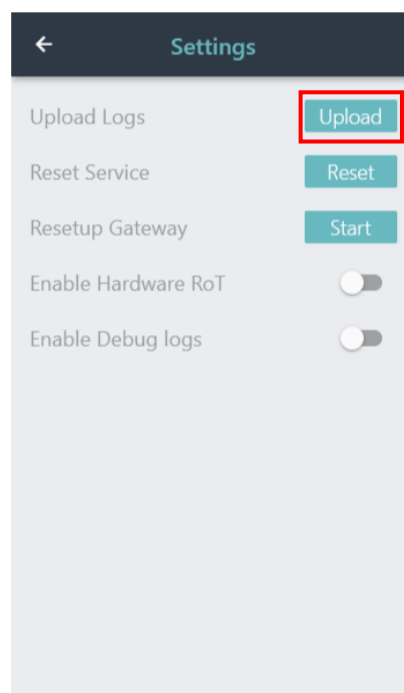 Settings
Upload Logs Upload
Reset Service Reset
Resetup Gateway Start
Enable Hardware RoT
Enable Debug logs